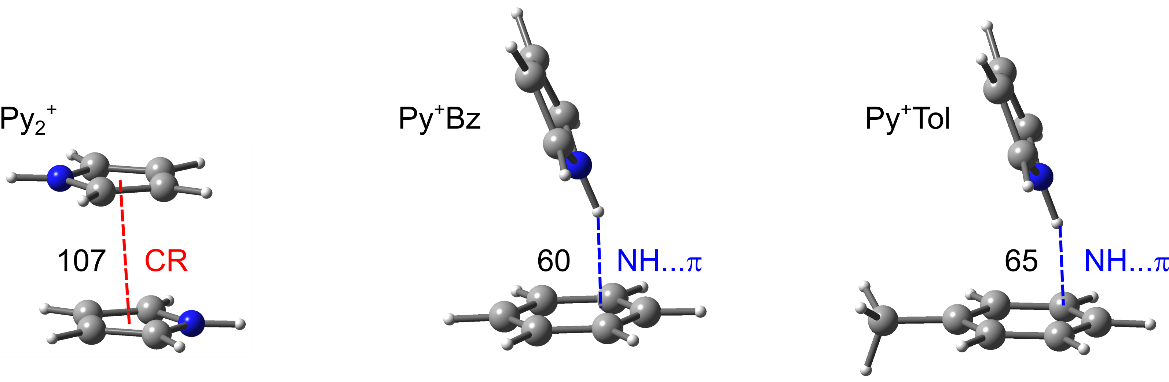 Py₂⁺
107 CR
Py⁺Bz
60 NH...π
Py⁺Tol
65 NH...π